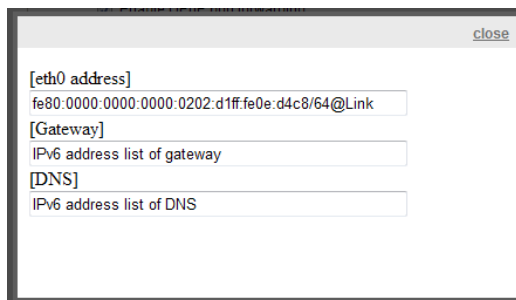 close
[eth0 address]
fe80:0000:0000:0000:0202:d1ff:fe0e:d4c8/64@Link
[Gateway]
IPv6 address list of gateway
[DNS]
IPv6 address list of DNS